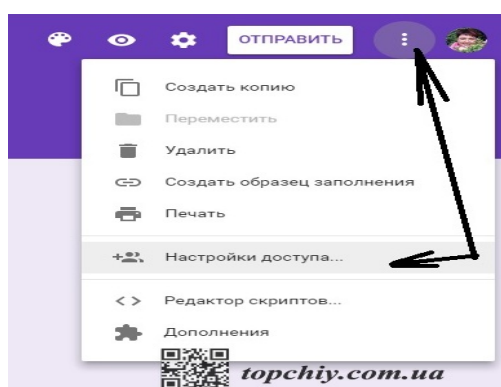 ОТПРАВИТЬ
Создать копию
Переместить
Удалить
Создать образец заполнения
Печать
Настройки доступа...
Редактор скриптов...
Дополнения
topchiy.com.ua